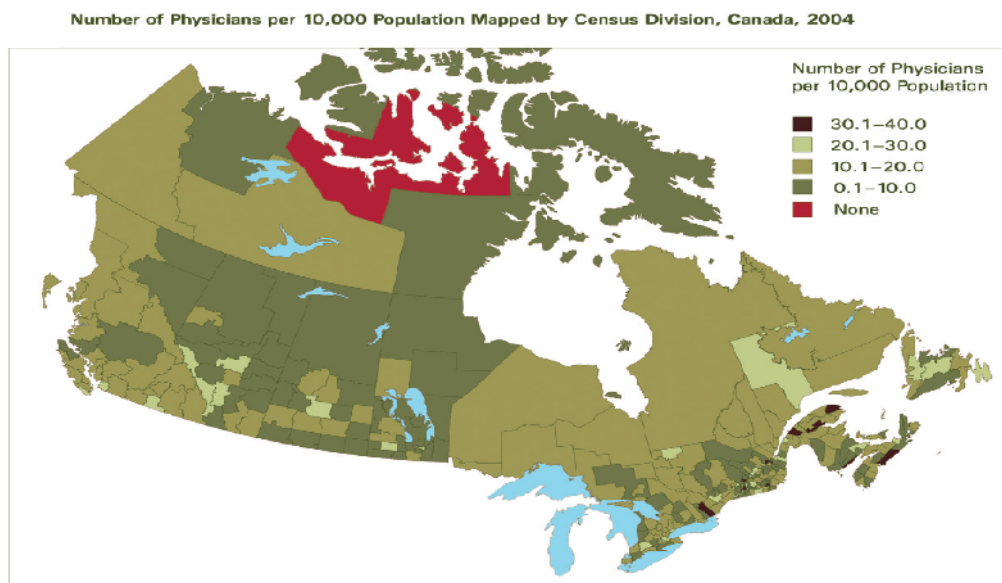 Number of Physicians per 10,000 Population Mapped by Census Division, Canada, 2004
Number of Physicians
per 10,000 Population
30.1–40.0
20.1–30.0
10.1–20.0
0.1–10.0
None